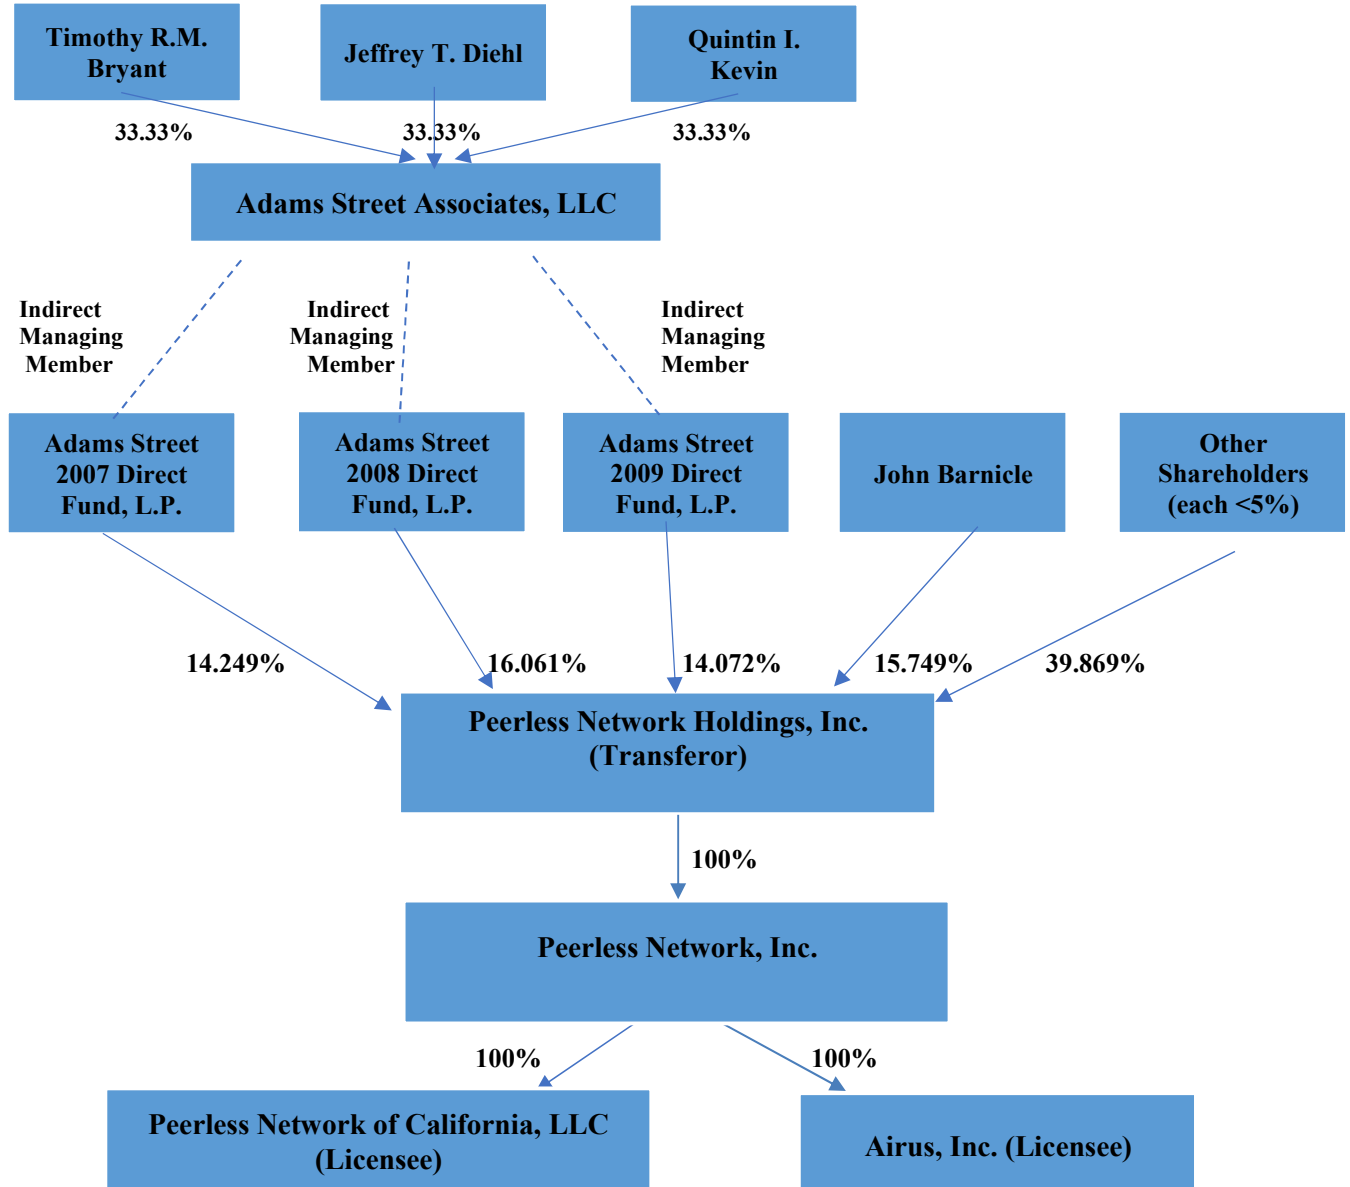 Timothy R.M.
Bryant
Jeffrey T. Diehl
Quintin I.
Kevin
33.33%
33.33%
33.33%
Adams Street Associates, LLC
Indirect
Managing
Member
Indirect
Managing
Member
Indirect
Managing
Member
Adams Street
2007 Direct
Fund, L.P.
Adams Street
2008 Direct
Fund, L.P.
Adams Street
2009 Direct
Fund, L.P.
John Barnicle
Other
Shareholders
(each <5%)
14.249%
16.061%
14.072%
15.749%
39.869%
Peerless Network Holdings, Inc.
(Transferor)
100%
Peerless Network, Inc.
100%
100%
Peerless Network of California, LLC
(Licensee)
Airus, Inc. (Licensee)